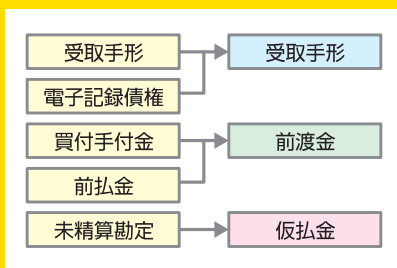 受取手形
受取手形
電子記録債権
買付手付金
前渡金
前払金
未精算勘定
仮払金